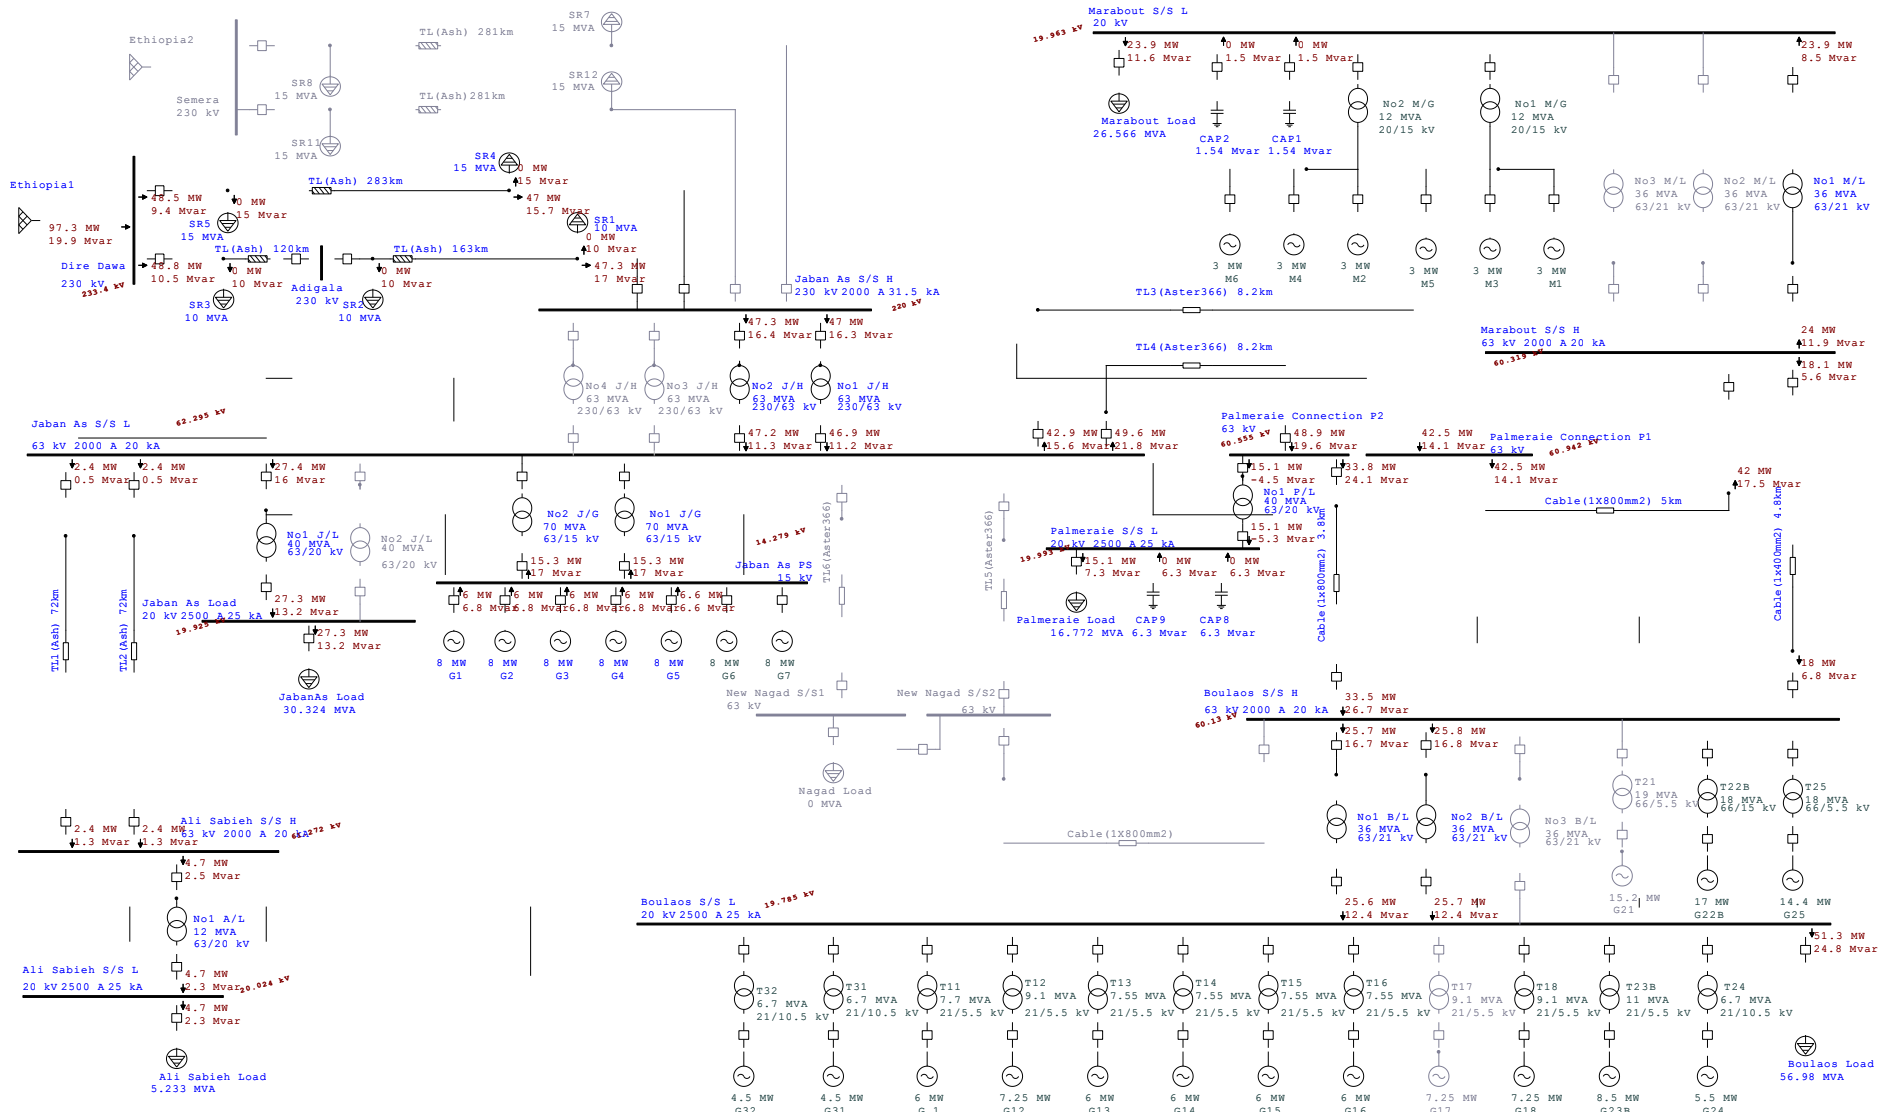 Ethiopia2
Semera
230 kV
SR8
15 MVA
SR11
15 MVA
TL(Ash) 281km
TL(Ash)281km
SR7
15 MVA
SR12
15 MVA
Ethiopia1
97.3 MW
19.9 Mvar
Dire Dawa
230 kV
233.4 kV
48.5 MW
9.4 Mvar
48.8 MW
10.5 Mvar
0 MW
15 Mvar
SR5
15 MVA
TL(Ash) 283km
SR4
15 MVA
0 MW
15 Mvar
47 MW
15.7 Mvar
TL(Ash) 120km
0 MW
10 Mvar
SR3
10 MVA
Adigala
230 kV
TL(Ash) 163km
0 MW
10 Mvar
SR2
10 MVA
SR1
10 MVA
0 MW
10 Mvar
47.3 MW
17 Mvar
Jaban As S/S H
230 kV 2000 A 31.5 kA
220 kV
47.3 MW
16.4 Mvar
47 MW
16.3 Mvar
No4 J/H
63 MVA
230/63 kV
No3 J/H
63 MVA
230/63 kV
No2 J/H
63 MVA
230/63 kV
No1 J/H
63 MVA
230/63 kV
47.2 MW
11.3 Mvar
46.9 MW
11.2 Mvar
Marabout S/S L
20 kV
19.963 kV
23.9 MW
11.6 Mvar
0 MW
1.5 Mvar
0 MW
1.5 Mvar
23.9 MW
8.5 Mvar
Marabout Load
26.566 MVA
CAP2
1.54 Mvar
CAP1
1.54 Mvar
No2 M/G
12 MVA
20/15 kV
No1 M/G
12 MVA
20/15 kV
No3 M/L
36 MVA
63/21 kV
No2 M/L
36 MVA
63/21 kV
No1 M/L
36 MVA
63/21 kV
3 MW
M6
3 MW
M4
3 MW
M2
3 MW
M5
3 MW
M3
3 MW
M1
TL3(Aster366) 8.2km
TL4(Aster366) 8.2km
Marabout S/S H
63 kV 2000 A 20 kA
60.319 kV
24 MW
11.9 Mvar
18.1 MW
5.6 Mvar
Jaban As S/S L
63 kV 2000 A 20 kA
62.295 kV
2.4 MW
0.5 Mvar
2.4 MW
0.5 Mvar
27.4 MW
16 Mvar
42.9 MW
15.6 Mvar
49.6 MW
21.8 Mvar
Palmeraie Connection P2
63 kV
60.555 kV
48.9 MW
19.6 Mvar
15.1 MW
-4.5 Mvar
33.8 MW
24.1 Mvar
42.5 MW
14.1 Mvar
Palmeraie Connection P1
63 kV
60.942 kV
42.5 MW
14.1 Mvar
Cable(1X800mm2) 5km
42 MW
17.5 Mvar
No1 J/L
40 MVA
63/20 kV
No2 J/L
40 MVA
63/20 kV
No2 J/G
70 MVA
63/15 kV
No1 J/G
70 MVA
63/15 kV
15.3 MW
17 Mvar
15.3 MW
17 Mvar
Jaban As PS
15 kV
14.279 kV
6 MW
6.8 Mvar
6 MW
6.8 Mvar
6 MW
6.8 Mvar
6 MW
6.8 Mvar
6.6 MW
6.6 Mvar
8 MW
G1
8 MW
G2
8 MW
G3
8 MW
G4
8 MW
G5
8 MW
G6
8 MW
G7
TL6(Aster366)
TL5(Aster366)
No1 P/L
40 MVA
63/20 kV
15.1 MW
-5.3 Mvar
Palmeraie S/S L
20 kV 2500 A 25 kA
19.993 kV
15.1 MW
7.3 Mvar
0 MW
6.3 Mvar
0 MW
6.3 Mvar
Palmeraie Load
16.772 MVA
CAP9
6.3 Mvar
CAP8
6.3 Mvar
Cable(1x800mm2) 3.8km
Cable(1x400mm2) 4.8km
TL1(Ash) 72km
TL2(Ash) 72km
Jaban As Load
20 kV 2500 A 25 kA
19.925 kV
27.3 MW
13.2 Mvar
27.3 MW
13.2 Mvar
JabanAs Load
30.324 MVA
New Nagad S/S1
63 kV
New Nagad S/S2
63 kV
Nagad Load
0 MVA
Boulaos S/S H
63 kV 2000 A 20 kA
60.13 kV
33.5 MW
26.7 Mvar
18 MW
6.8 Mvar
25.7 MW
16.7 Mvar
25.8 MW
16.8 Mvar
No1 B/L
36 MVA
63/21 kV
No2 B/L
36 MVA
63/21 kV
No3 B/L
36 MVA
63/21 kV
T21
19 MVA
66/5.5 kV
T22B
18 MVA
66/15 kV
T25
18 MVA
66/5.5 kV
15.2 MW
G21
17 MW
G22B
14.4 MW
G25
Cable(1X800mm2)
2.4 MW
1.3 Mvar
2.4 MW
1.3 Mvar
Ali Sabieh S/S H
63 kV 2000 A 20 kA
4.7 MW
2.5 Mvar
No1 A/L
12 MVA
63/20 kV
Ali Sabieh S/S L
20 kV 2500 A 25 kA
20.024 kV
4.7 MW
2.3 Mvar
4.7 MW
2.3 Mvar
Ali Sabieh Load
5.233 MVA
Boulaos S/S L
20 kV 2500 A 25 kA
19.785 kV
25.6 MW
12.4 Mvar
25.7 MW
12.4 Mvar
51.3 MW
24.8 Mvar
T32
6.7 MVA
21/10.5 kV
T31
6.7 MVA
21/10.5 kV
T11
7.7 MVA
21/5.5 kV
T12
9.1 MVA
21/5.5 kV
T13
7.55 MVA
21/5.5 kV
T14
7.55 MVA
21/5.5 kV
T15
7.55 MVA
21/5.5 kV
T16
7.55 MVA
21/5.5 kV
T17
9.1 MVA
21/5.5 kV
T18
9.1 MVA
21/5.5 kV
T23B
11 MVA
21/5.5 kV
T24
6.7 MVA
21/10.5 kV
4.5 MW
G32
4.5 MW
G31
6 MW
7.25 MW
G12
6 MW
G13
6 MW
G14
6 MW
G15
6 MW
G16
7.25 MW
G17
7.25 MW
G18
8.5 MW
G23B
5.5 MW
G24
Boulaos Load
56.98 MVA